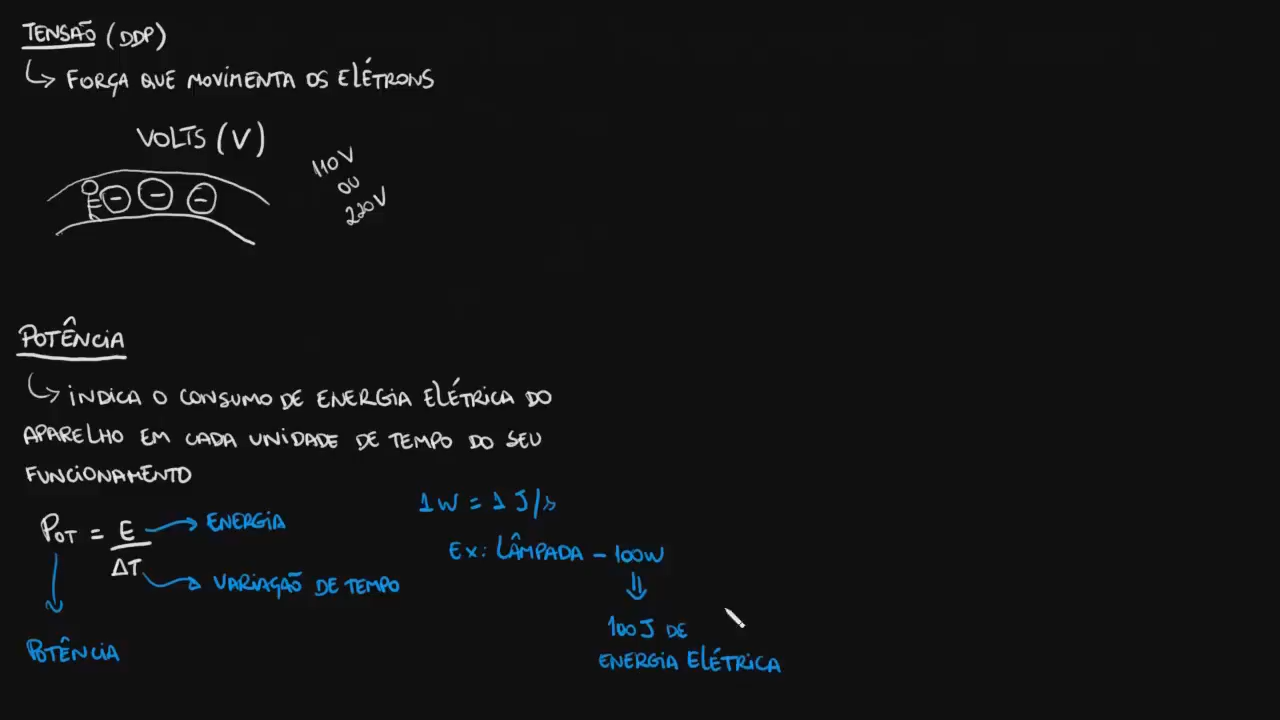 TENSÃO (DDP)
FORÇA QUE MOVIMENTA OS ELÉTRONS
VOLTS (V)
110V
OU
220V
POTÊNCIA
INDICA O CONSUMO DE ENERGIA ELÉTRICA DO
APARELHO EM CADA UNIDADE DE TEMPO DO SEU
FUNCIONAMENTO
POT = E / ΔT
ENERGIA
VARIAÇÃO DE TEMPO
POTÊNCIA
1W = 1 J/s
EX: LÂMPADA - 100W
100J DE
ENERGIA ELÉTRICA